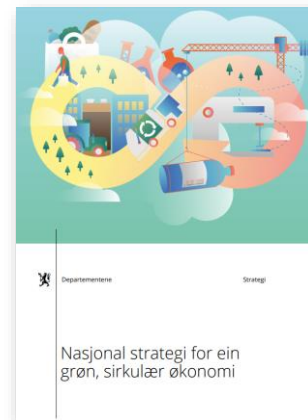 Departementene
Strategi
Nasjonal strategi for ein
grøn, sirkulær økonomi